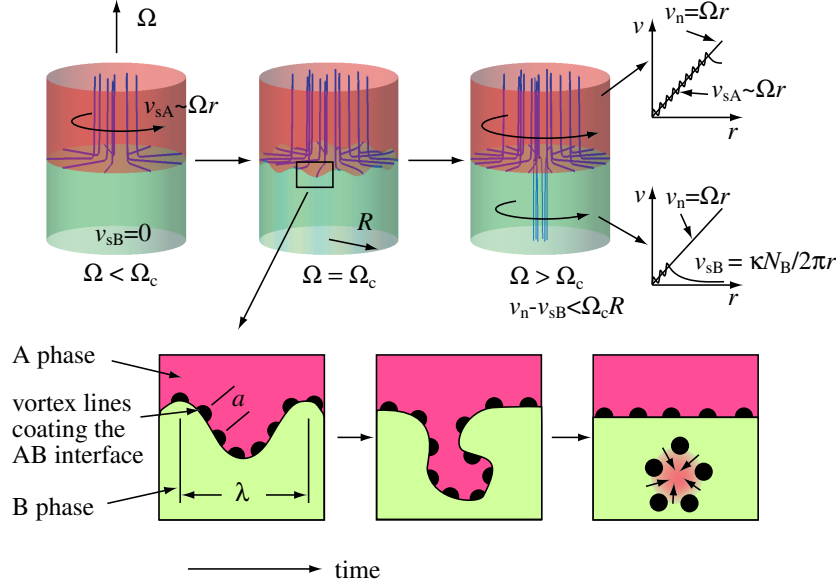 Ω
v_sA~Ωr
v_sB=0
Ω < Ω_c
R
Ω = Ω_c
Ω > Ω_c
v_n-v_sB<Ω_cR
v
v_n=Ωr
v_sA~Ωr
r
v
v_n=Ωr
v_sB = κN_B/2πr
r
A phase
vortex lines
coating the
AB interface
B phase
a
λ
time